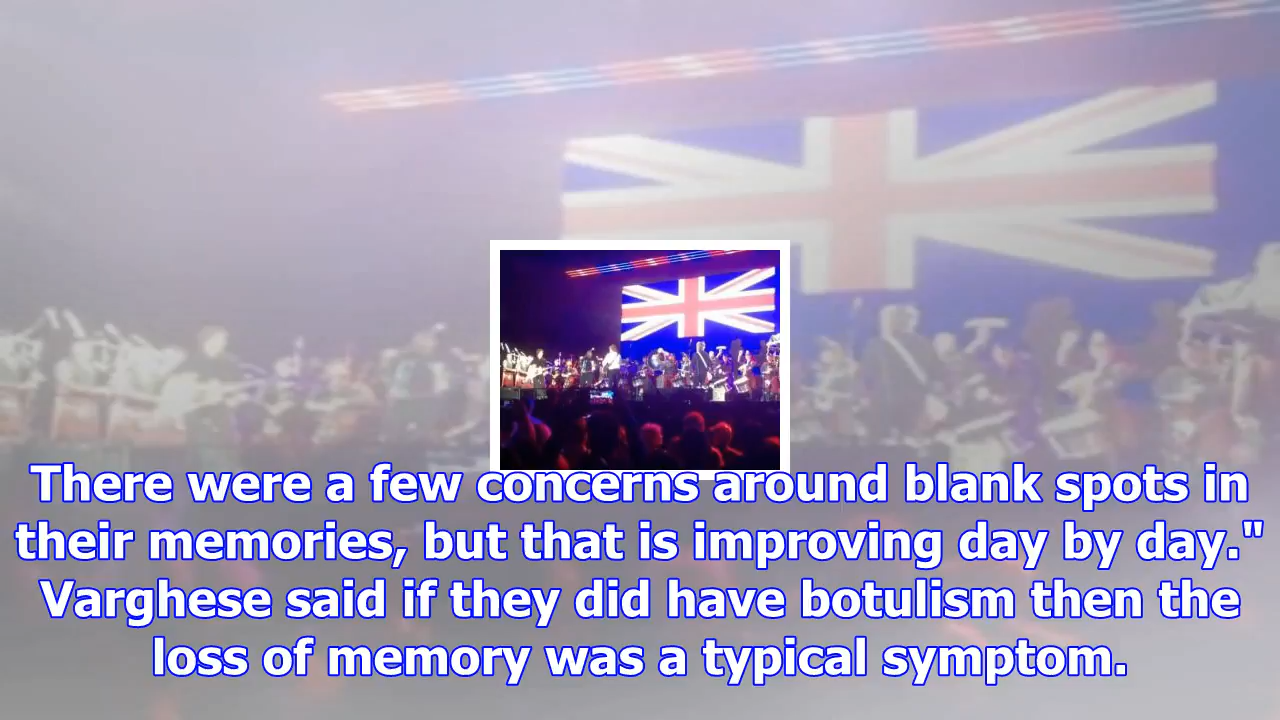 There were a few concerns around blank spots in
their memories, but that is improving day by day."
Varghese said if they did have botulism then the
loss of memory was a typical symptom.